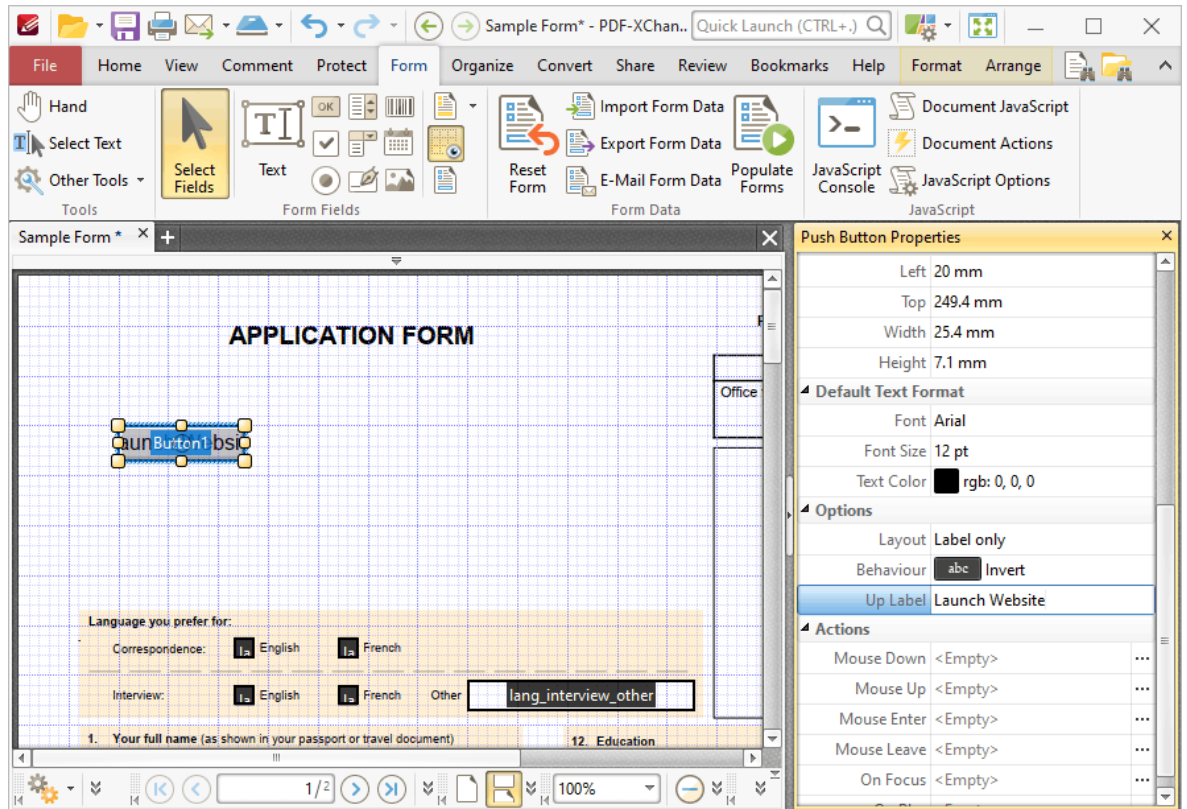 Sample Form* - PDF-XChan.. Quick Launch (CTRL+.)
File Home View Comment Protect Form Organize Convert Share Review Bookmarks Help Format Arrange
Hand
Select Text
Other Tools
Tools
Select Fields
Text
OK
Form Fields
Reset Form
Import Form Data
Export Form Data
E-Mail Form Data
Populate Forms
Form Data
JavaScript Console
Document JavaScript
Document Actions
JavaScript Options
JavaScript
Sample Form *
APPLICATION FORM
Office
Button1
Language you prefer for:
Correspondence: English French
Interview: English French Other lang_interview_other
1. Your full name (as shown in your passport or travel document)
12. Education
1/2
100%
Push Button Properties
Left 20 mm
Top 249.4 mm
Width 25.4 mm
Height 7.1 mm
Default Text Format
Font Arial
Font Size 12 pt
Text Color rgb: 0, 0, 0
Options
Layout Label only
Behaviour abc Invert
Up Label Launch Website
Actions
Mouse Down <Empty>
Mouse Up <Empty>
Mouse Enter <Empty>
Mouse Leave <Empty>
On Focus <Empty>